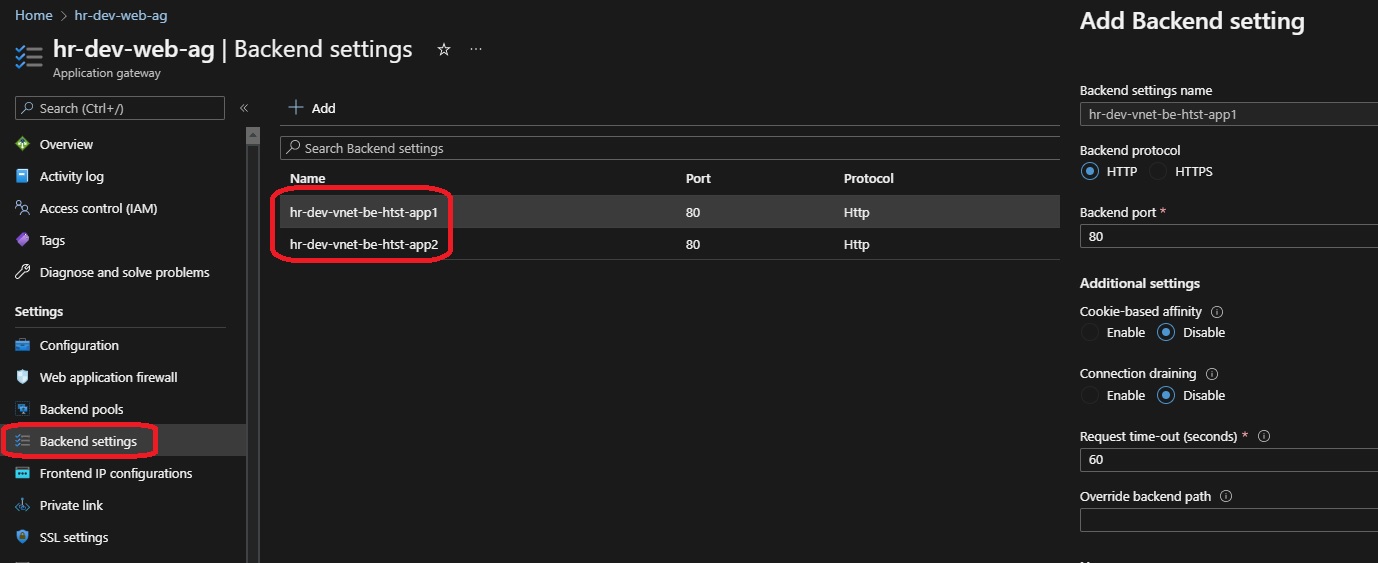 Home > hr-dev-web-ag
hr-dev-web-ag | Backend settings
Application gateway
Search (Ctrl+/)
«
Overview
Activity log
Access control (IAM)
Tags
Diagnose and solve problems
Settings
Configuration
Web application firewall
Backend pools
Backend settings
Frontend IP configurations
Private link
SSL settings
+ Add
Search Backend settings
Name Port Protocol
hr-dev-vnet-be-htst-app1 80 Http
hr-dev-vnet-be-htst-app2 80 Http
Add Backend setting
Backend settings name
hr-dev-vnet-be-htst-app1
Backend protocol
HTTP HTTPS
Backend port *
80
Additional settings
Cookie-based affinity
Enable Disable
Connection draining
Enable Disable
Request time-out (seconds) *
60
Override backend path